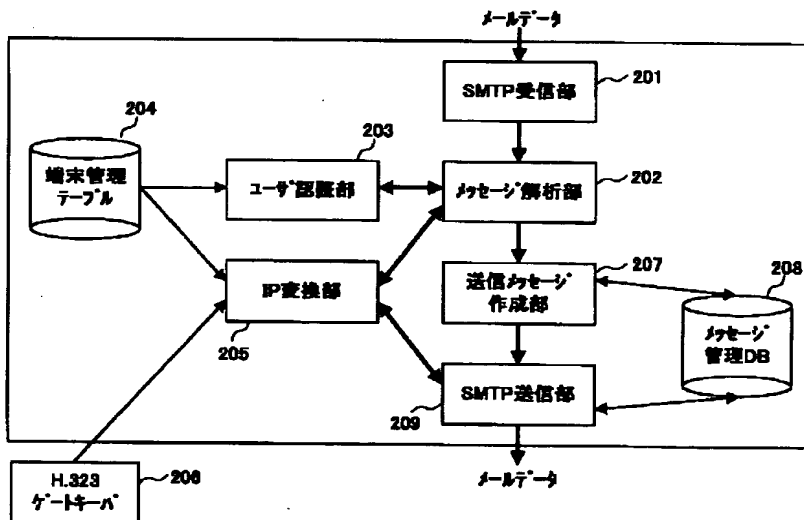 メールデータ
SMTP受信部
201
204
端末管理
テーブル
203
ユーザ認証部
メッセージ解析部
202
IP変換部
205
送信メッセージ
作成部
207
208
メッセージ
管理DB
SMTP送信部
209
H.323
ゲートキーパ
206
メールデータ